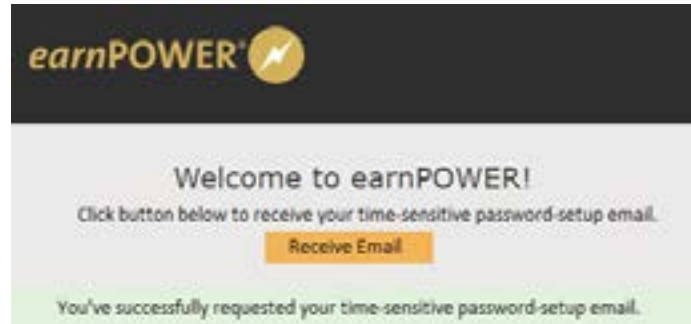 earnPOWER®
Welcome to earnPOWER!
Click button below to receive your time-sensitive password-setup email.
Receive Email
You've successfully requested your time-sensitive password-setup email.